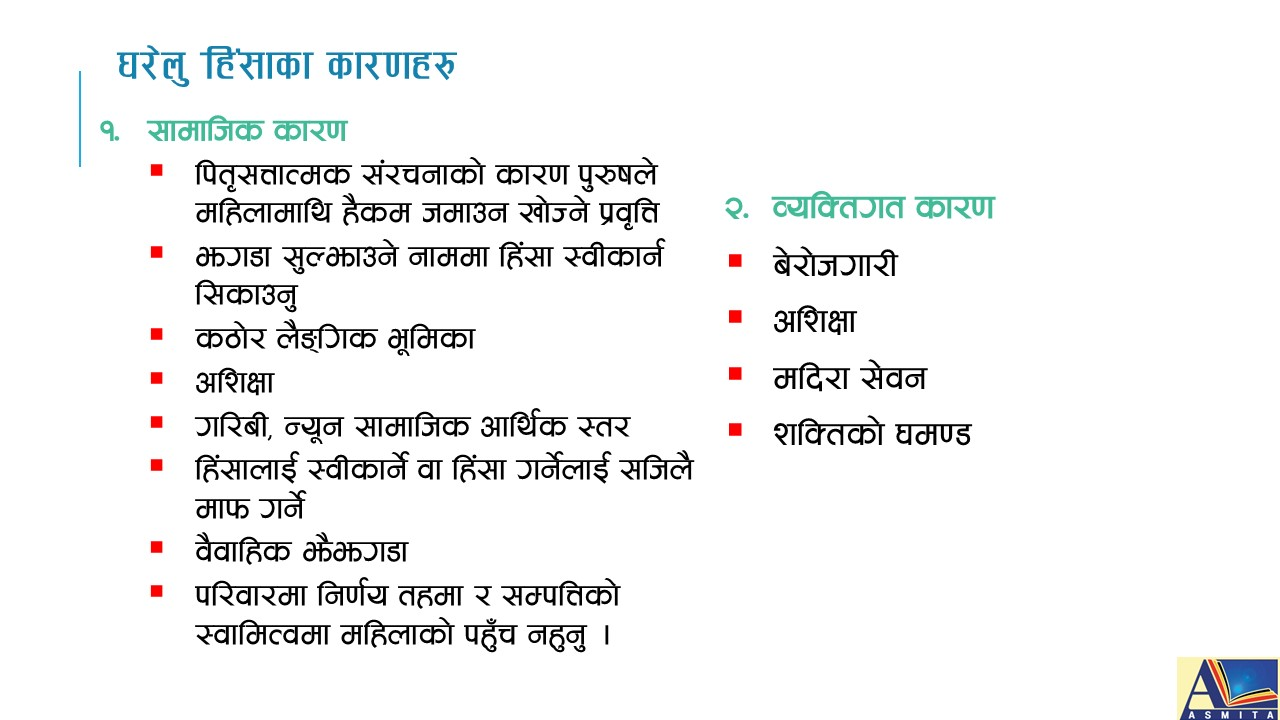 घरेलु हिंसाका कारणहरु
१. सामाजिक कारण
पितृसत्तात्मक संरचनाको कारण पुरुषले
महिलामाथि हैकम जमाउन खोज्ने प्रवृत्ति
झगडा सुल्झाउने नाममा हिंसा स्वीकार्न
सिकाउनु
कठोर लैङ्गिक भूमिका
अशिक्षा
गरिबी, न्यून सामाजिक आर्थिक स्तर
हिंसालाई स्वीकार्ने वा हिंसा गर्नेलाई सजिलै
माफ गर्ने
वैवाहिक झैझगडा
परिवारमा निर्णय तहमा र सम्पत्तिको
स्वामित्वमा महिलाको पहुँच नहुनु ।
२. व्यक्तिगत कारण
बेरोजगारी
अशिक्षा
मदिरा सेवन
शक्तिको घमण्ड
ASMITA